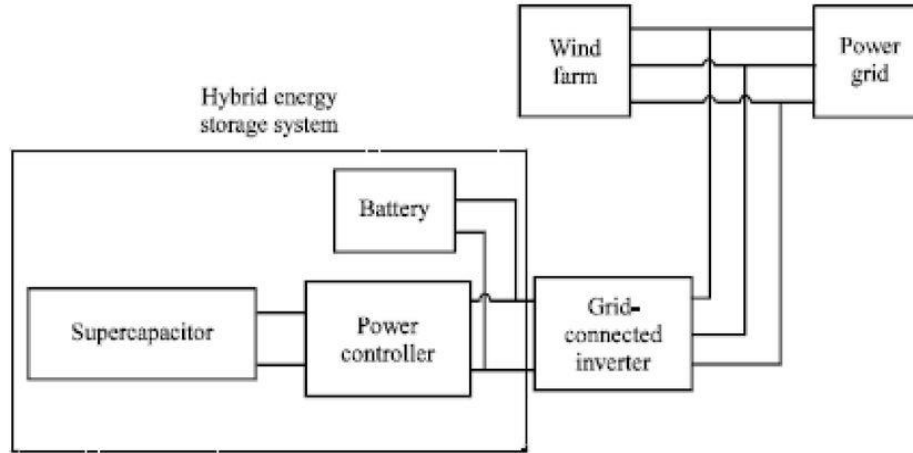 Wind
farm
Power
grid
Hybrid energy
storage system
Battery
Supercapacitor
Power
controller
Grid-
connected
inverter